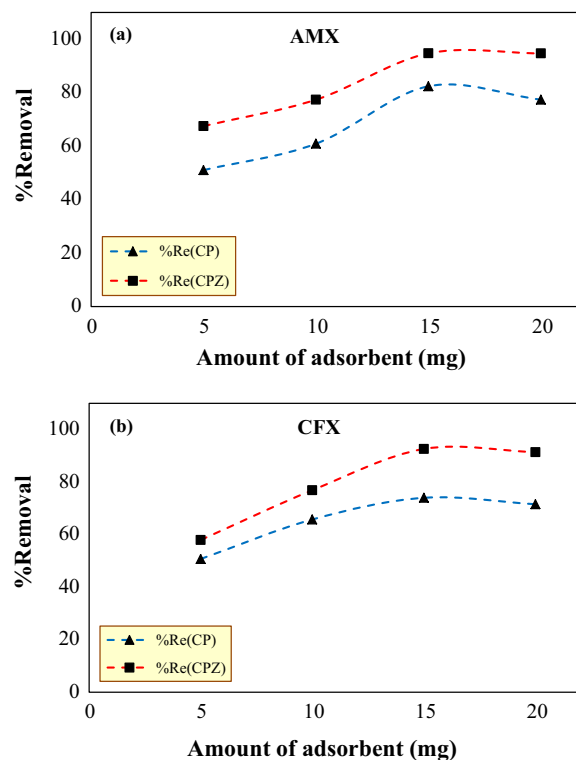 (a)
AMX
%Removal
100
80
60
40
20
0
%Re(CP)
%Re(CPZ)
0 5 10 15 20
Amount of adsorbent (mg)
(b)
CFX
%Removal
100
80
60
40
20
0
%Re(CP)
%Re(CPZ)
0 5 10 15 20
Amount of adsorbent (mg)